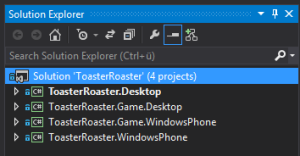 Solution Explorer
Search Solution Explorer (Ctrl+ü)
Solution 'ToasterRoaster' (4 projects)
C# ToasterRoaster.Desktop
C# ToasterRoaster.Game.Desktop
C# ToasterRoaster.Game.WindowsPhone
C# ToasterRoaster.WindowsPhone